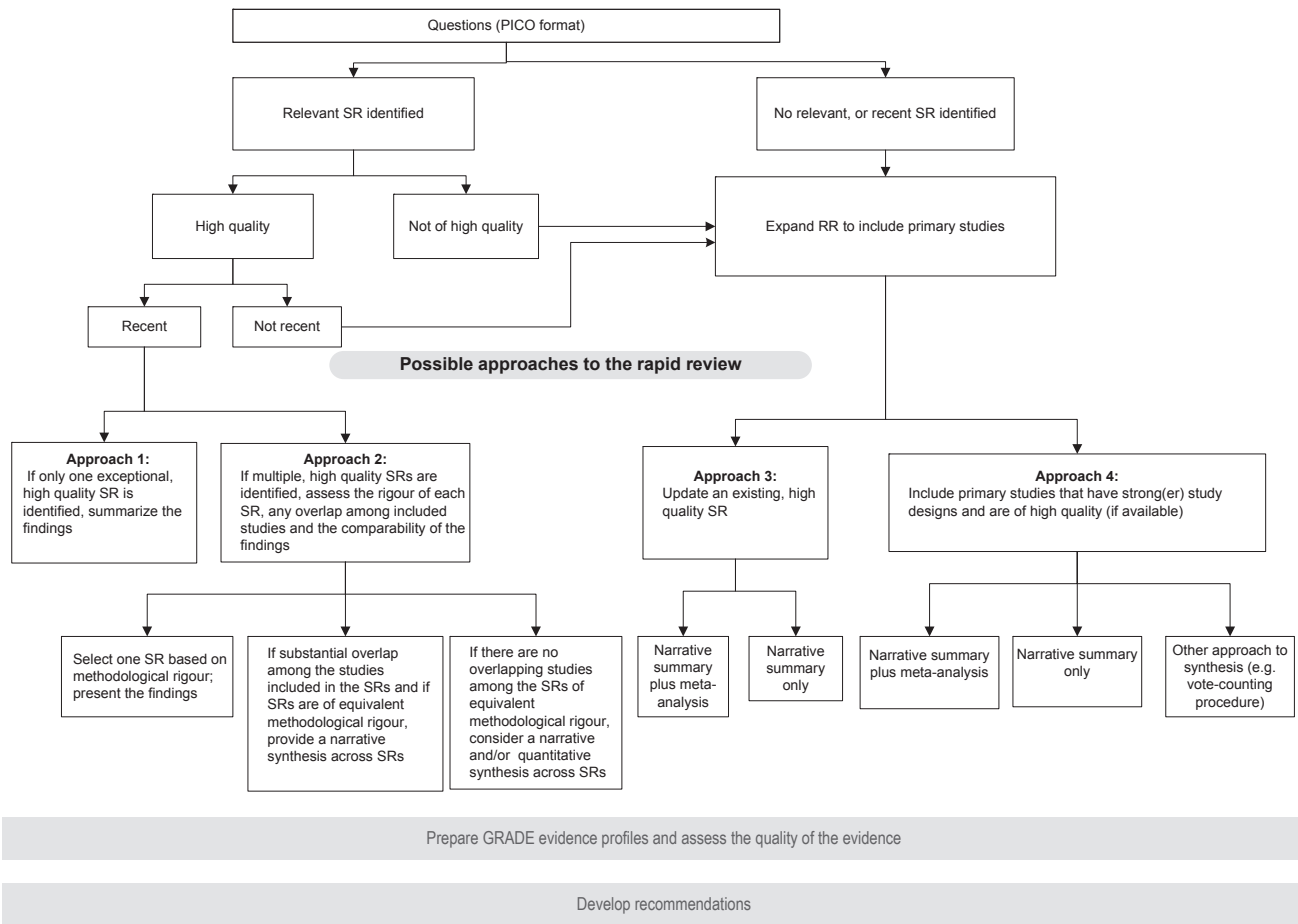 Questions (PICO format)
Relevant SR identified
No relevant, or recent SR identified
High quality
Not of high quality
Expand RR to include primary studies
Recent
Not recent
Possible approaches to the rapid review
Approach 1:
If only one exceptional,
high quality SR is
identified, summarize the
findings
Approach 2:
If multiple, high quality SRs are
identified, assess the rigour of each
SR, any overlap among included
studies and the comparability of the
findings
Approach 3:
Update an existing, high
quality SR
Approach 4:
Include primary studies that have strong(er) study
designs and are of high quality (if available)
Select one SR based on
methodological rigour;
present the findings
If substantial overlap
among the studies
included in the SRs and if
SRs are of equivalent
methodological rigour,
provide a narrative
synthesis across SRs
If there are no
overlapping studies
among the SRs of
equivalent
methodological rigour,
consider a narrative
and/or quantitative
synthesis across SRs
Narrative
summary
plus meta-
analysis
Narrative
summary
only
Narrative summary
plus meta-analysis
Narrative summary
only
Other approach to
synthesis (e.g.
vote-counting
procedure)
Prepare GRADE evidence profiles and assess the quality of the evidence
Develop recommendations